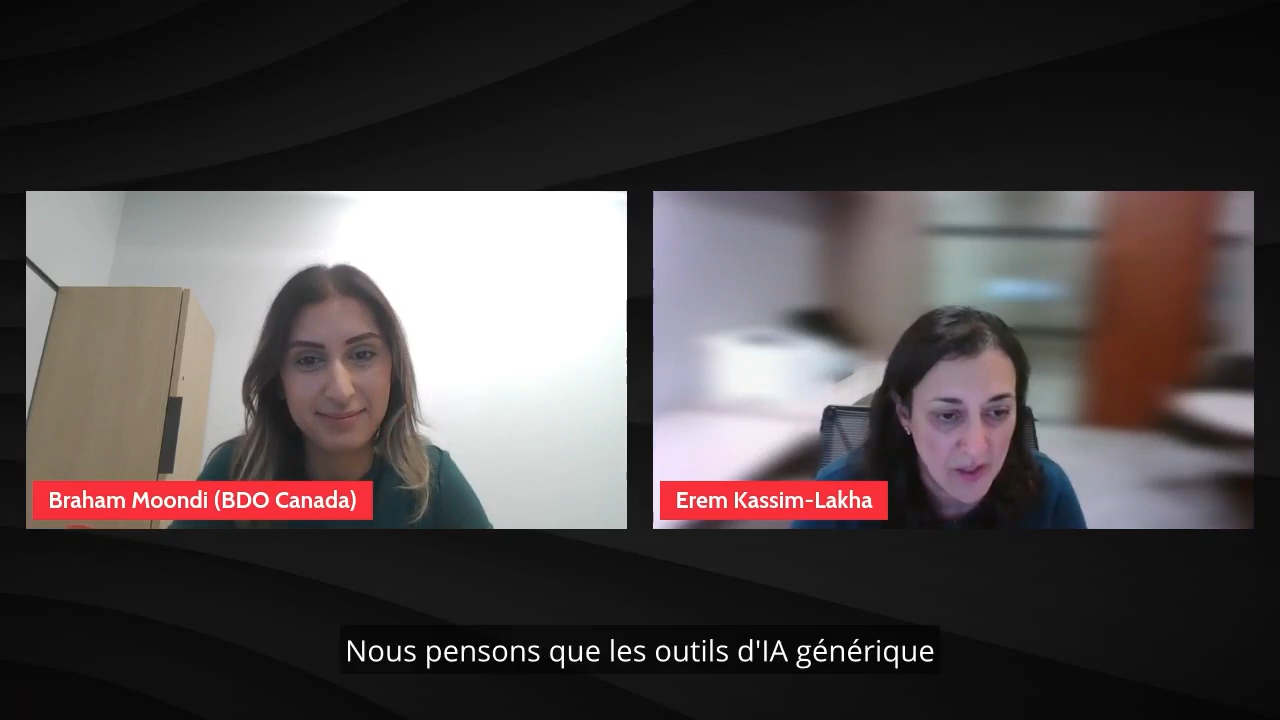 Braham Moondi (BDO Canada)
Erem Kassim-Lakha
Nous pensons que les outils d'IA générique